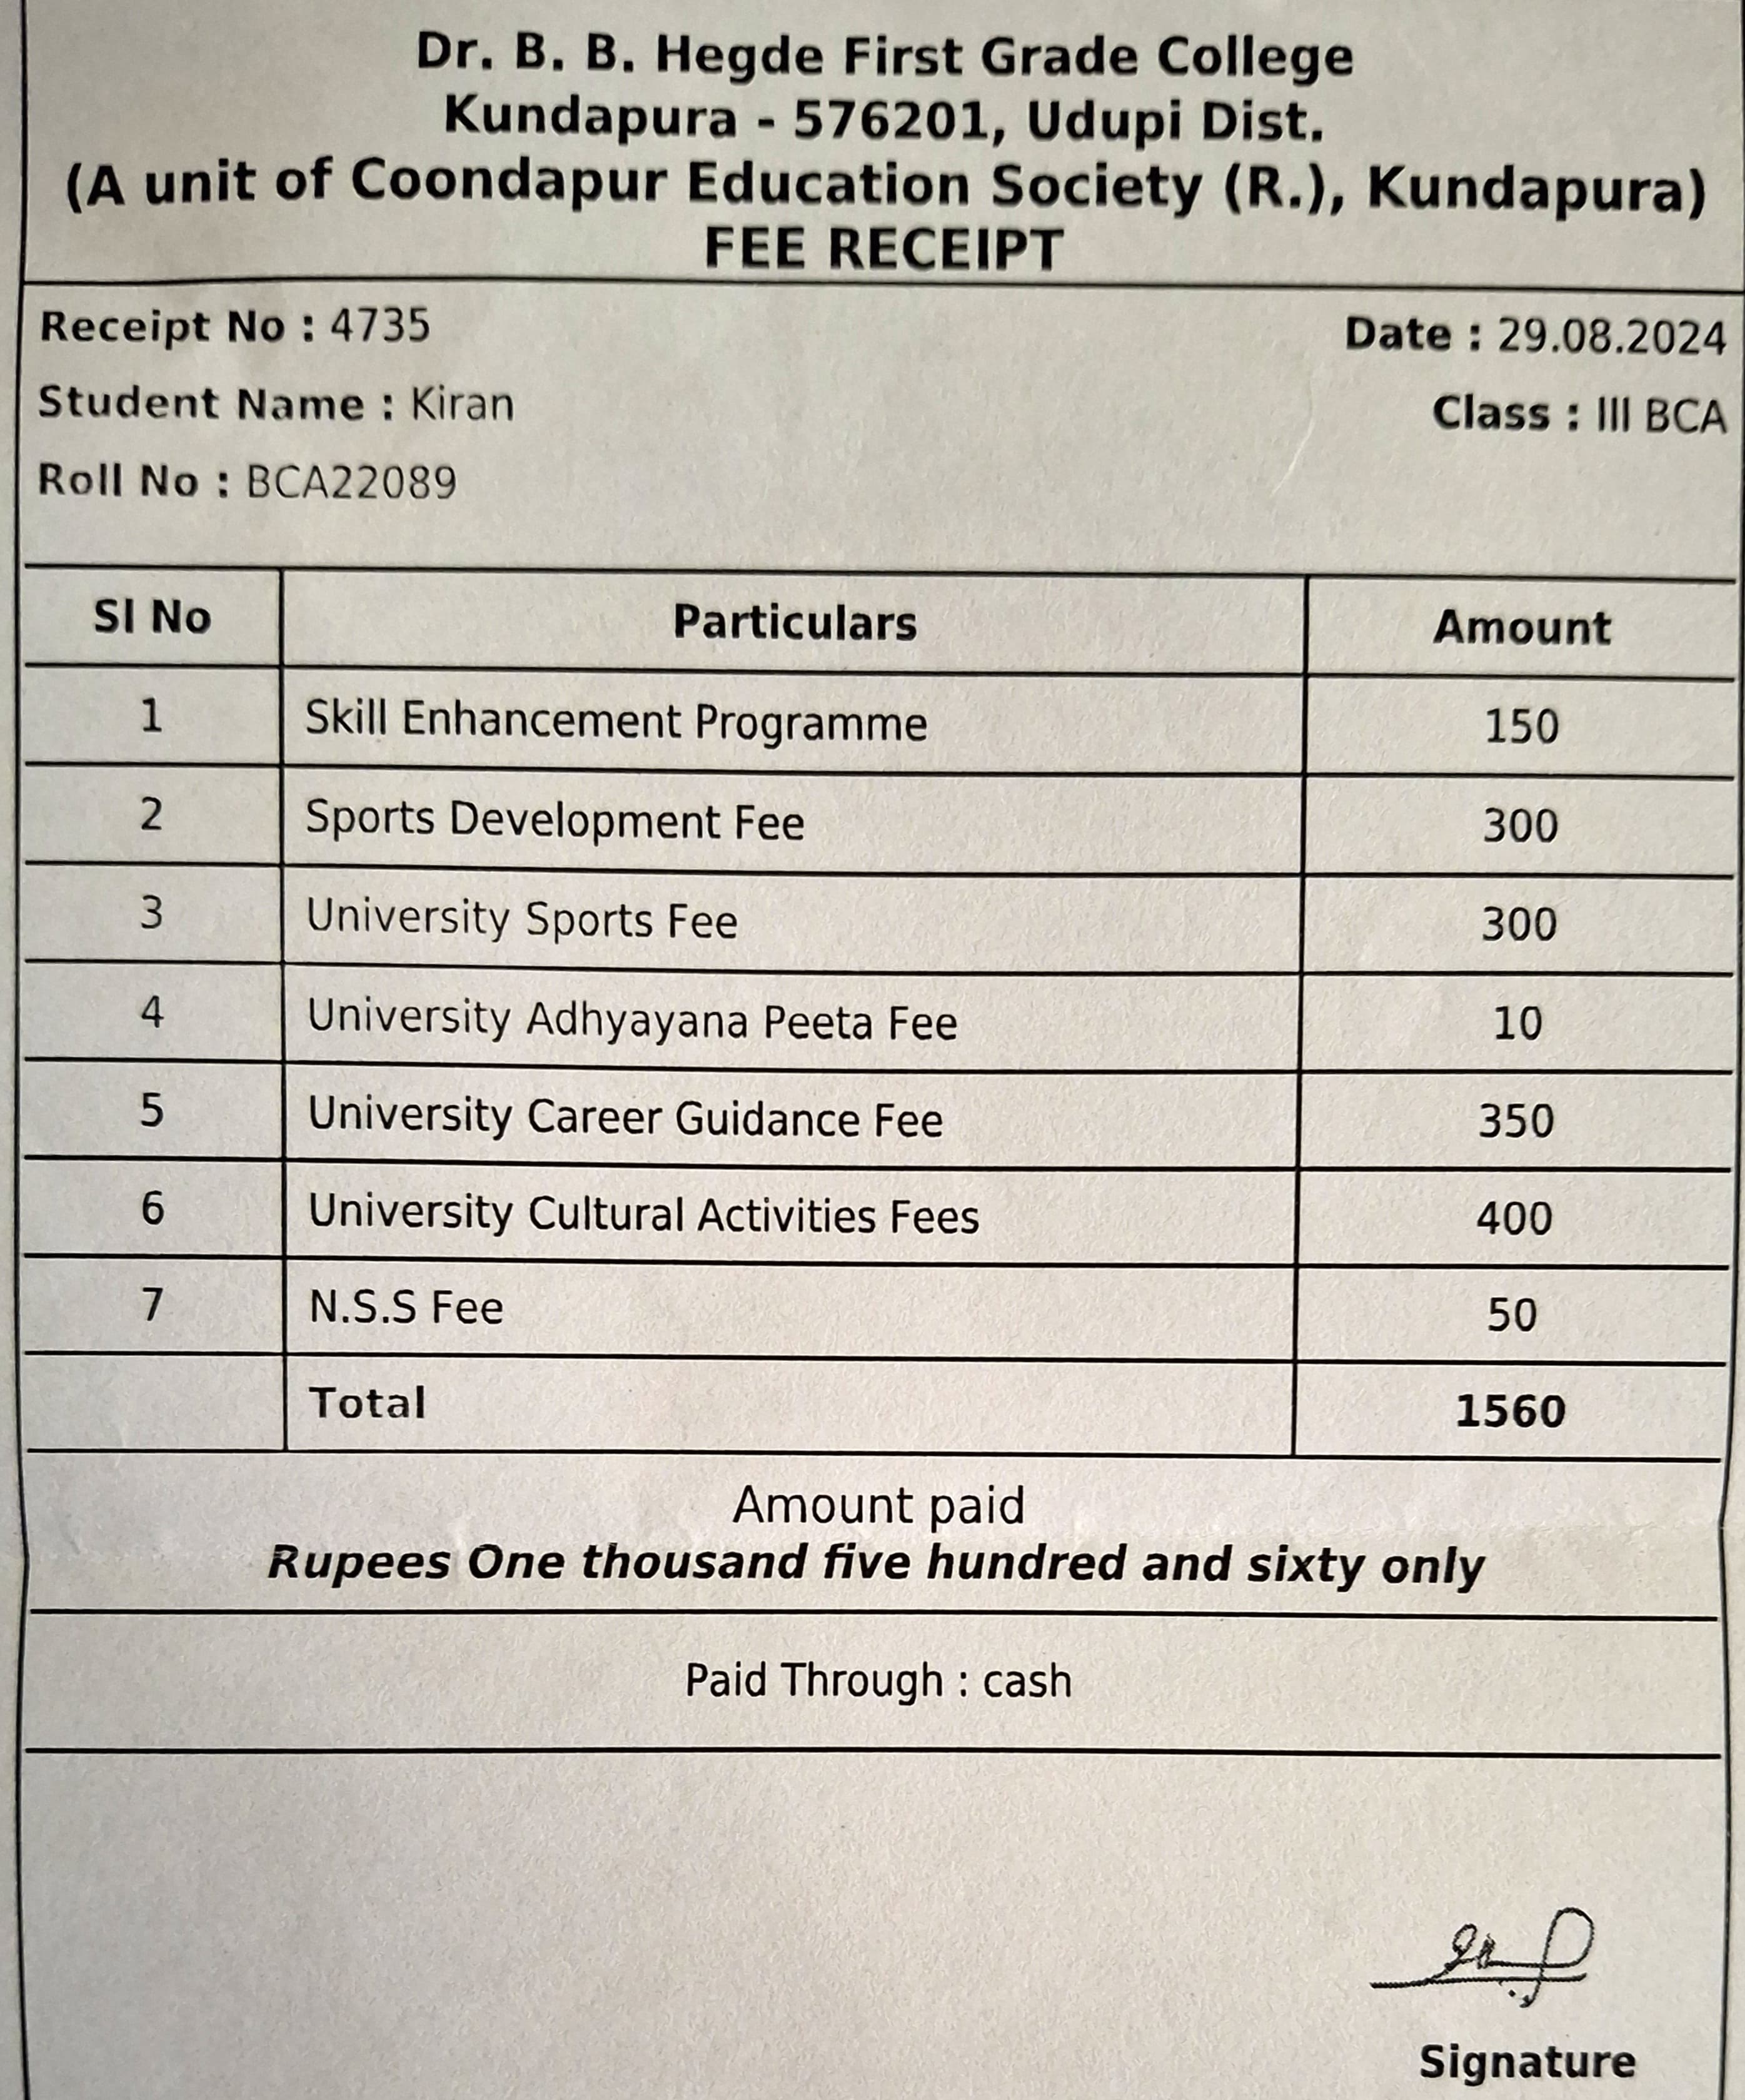 Dr. B. B. Hegde First Grade College
Kundapura - 576201, Udupi Dist.
(A unit of Coondapur Education Society (R.), Kundapura)
FEE RECEIPT
Receipt No : 4735 Date : 29.08.2024
Student Name : Kiran Class : III BCA
Roll No : BCA22089
Sl No Particulars Amount
1 Skill Enhancement Programme 150
2 Sports Development Fee 300
3 University Sports Fee 300
4 University Adhyayana Peeta Fee 10
5 University Career Guidance Fee 350
6 University Cultural Activities Fees 400
7 N.S.S Fee 50
Total 1560
Amount paid
Rupees One thousand five hundred and sixty only
Paid Through : cash
Signature